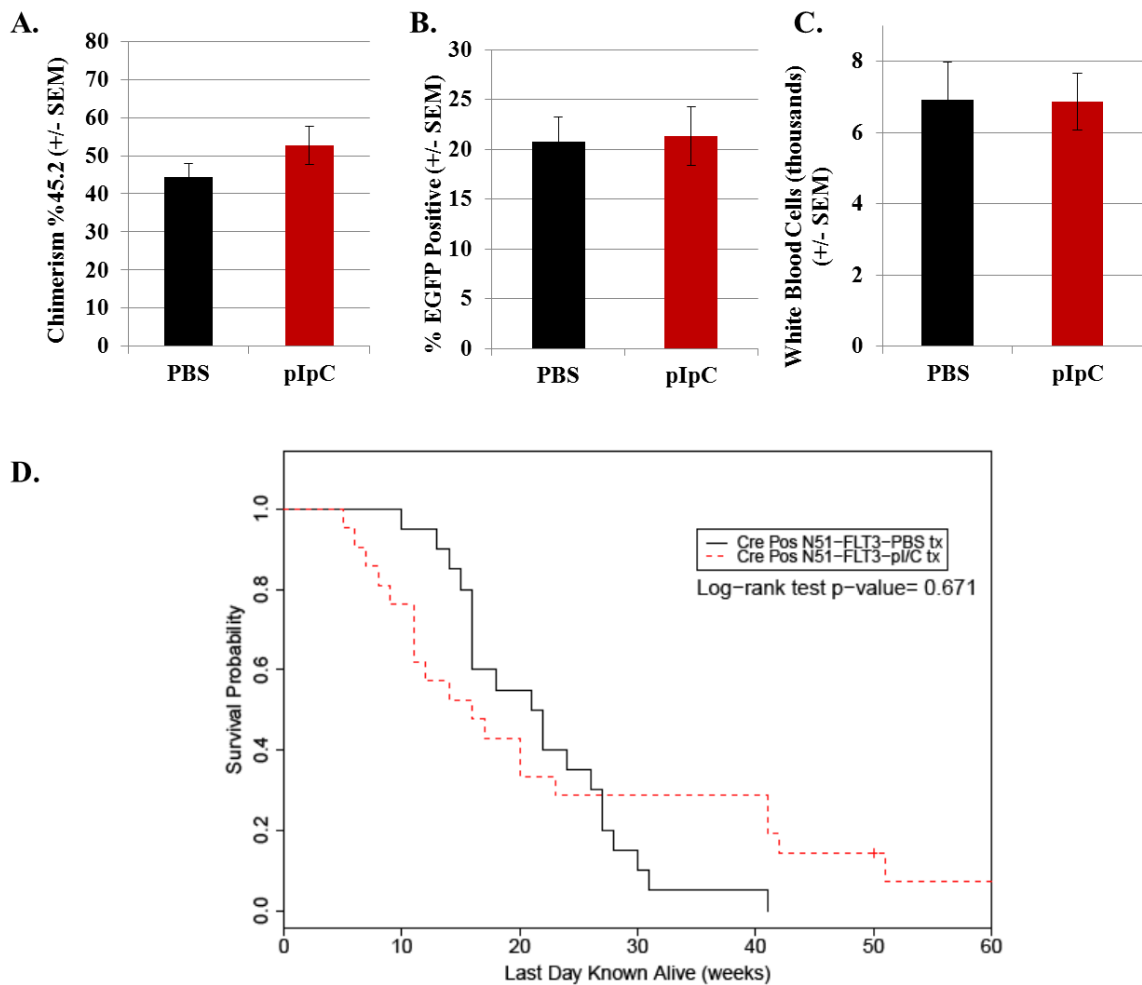 A.
Chimerism %45.2 (+/- SEM)
80
70
60
50
40
30
20
10
0
PBS
pIpC
B.
% EGFP Positive (+/- SEM)
30
25
20
15
10
5
0
PBS
pIpC
C.
White Blood Cells (thousands)
(+/- SEM)
8
6
4
2
0
PBS
pIpC
D.
Survival Probability
1.0
0.8
0.6
0.4
0.2
0.0
Cre Pos N51−FLT3−PBS tx
Cre Pos N51−FLT3−pI/C tx
Log−rank test p−value= 0.671
0
10
20
30
40
50
60
Last Day Known Alive (weeks)